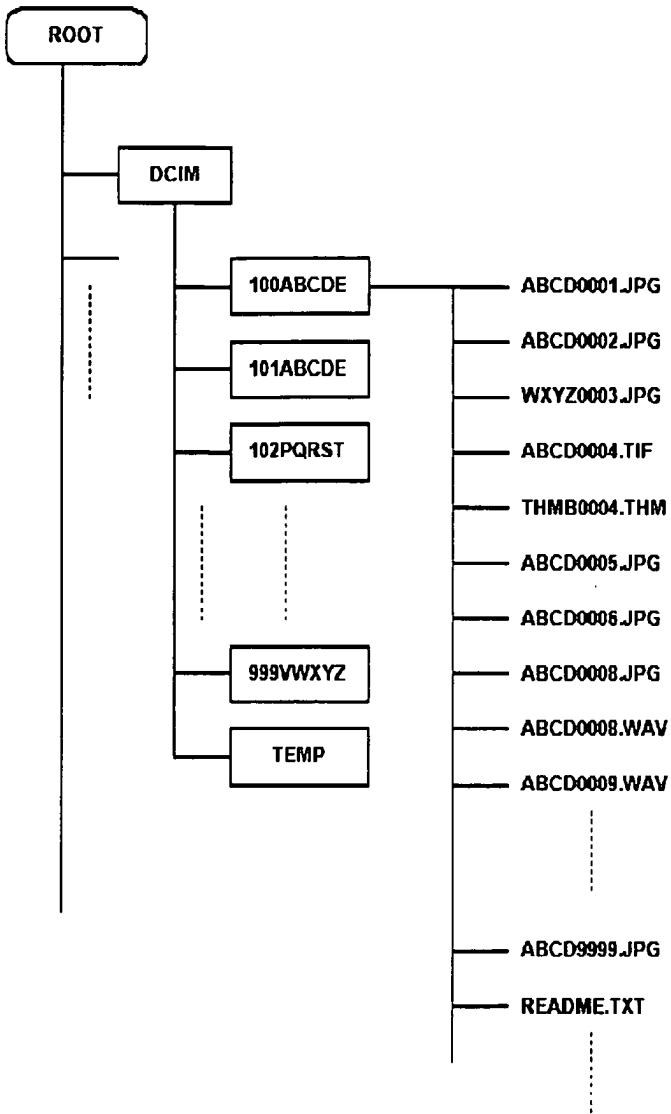 ROOT
DCIM
100ABCDE
101ABCDE
102PQRST
999VWXYZ
TEMP
ABCD0001.JPG
ABCD0002.JPG
WXYZ0003.JPG
ABCD0004.TIF
THMB0004.THM
ABCD0005.JPG
ABCD0006.JPG
ABCD0008.JPG
ABCD0008.WAV
ABCD0009.WAV
ABCD9999.JPG
README.TXT